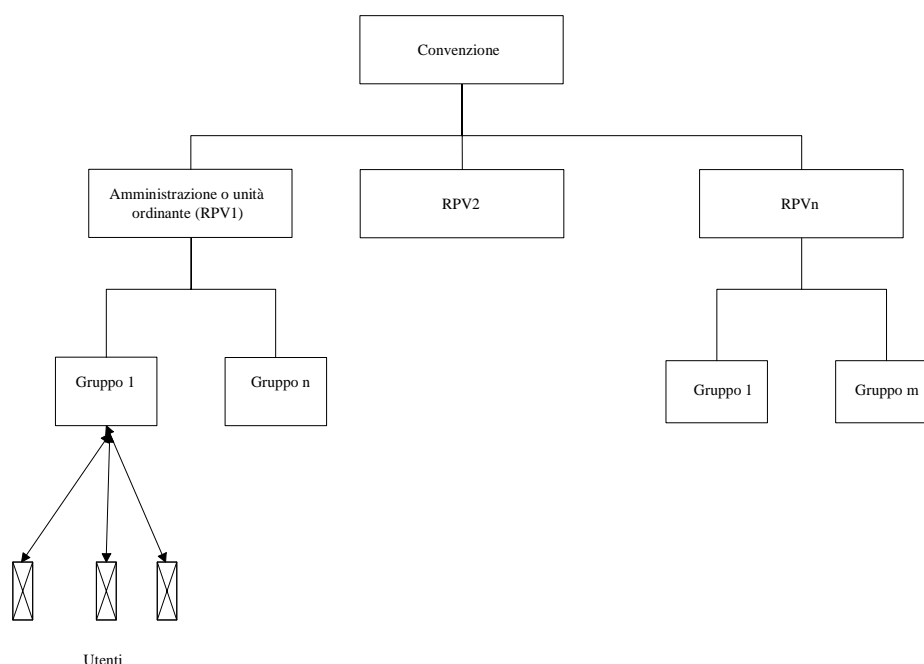 Convenzione
Amministrazione o unità
ordinante (RPV1)
RPV2
RPVn
Gruppo 1
Gruppo n
Gruppo 1
Gruppo m
Utenti